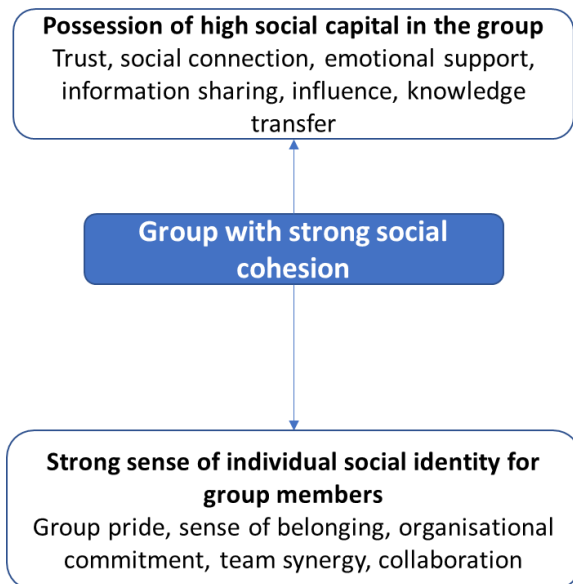 Possession of high social capital in the group
Trust, social connection, emotional support,
information sharing, influence, knowledge
transfer
Group with strong social
cohesion
Strong sense of individual social identity for
group members
Group pride, sense of belonging, organisational
commitment, team synergy, collaboration